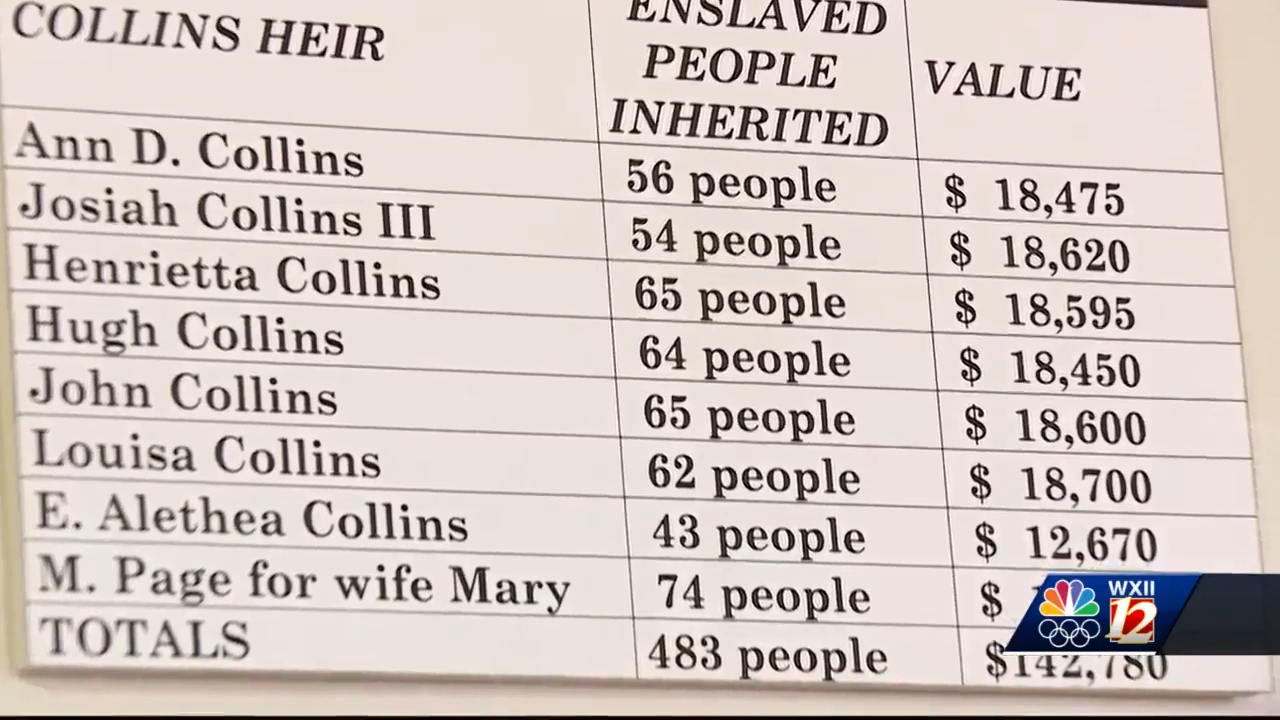 COLLINS HEIR ENSLAVED PEOPLE INHERITED VALUE
Ann D. Collins 56 people $ 18,475
Josiah Collins III 54 people $ 18,620
Henrietta Collins 65 people $ 18,595
Hugh Collins 64 people $ 18,450
John Collins 65 people $ 18,600
Louisa Collins 62 people $ 18,700
E. Alethea Collins 43 people $ 12,670
M. Page for wife Mary 74 people $
TOTALS 483 people $142,780
WXII
12